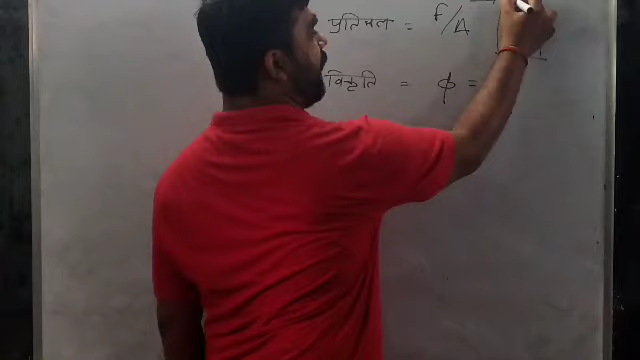 प्रतिबल = F/A
विकृति = ϕ =